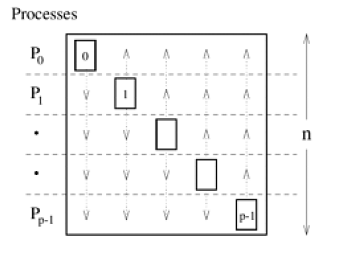 Processes
P0 0
P1 1
•
n
•
Pp-1 p-1